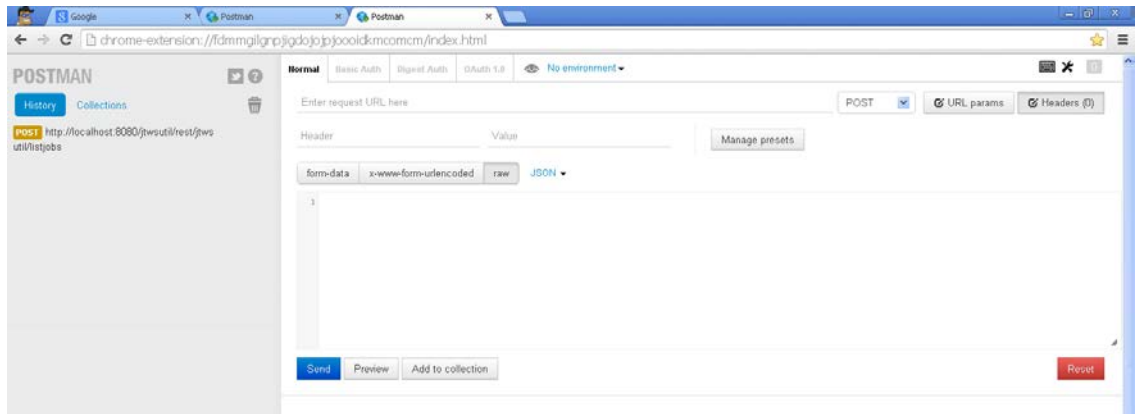 Google
Postman
Postman
chrome-extension://fdmmgilgnpjigdojojpjoooidkmcomcm/index.html
POSTMAN
History
Collections
POST http://localhost:8080/jtwsutil/rest/jtws
util/listjobs
Normal Basic Auth Digest Auth OAuth 1.0 No environment
Enter request URL here
POST
URL params
Headers (0)
Header Value
Manage presets
form-data x-www-form-urlencoded raw JSON
1
Send Preview Add to collection
Reset